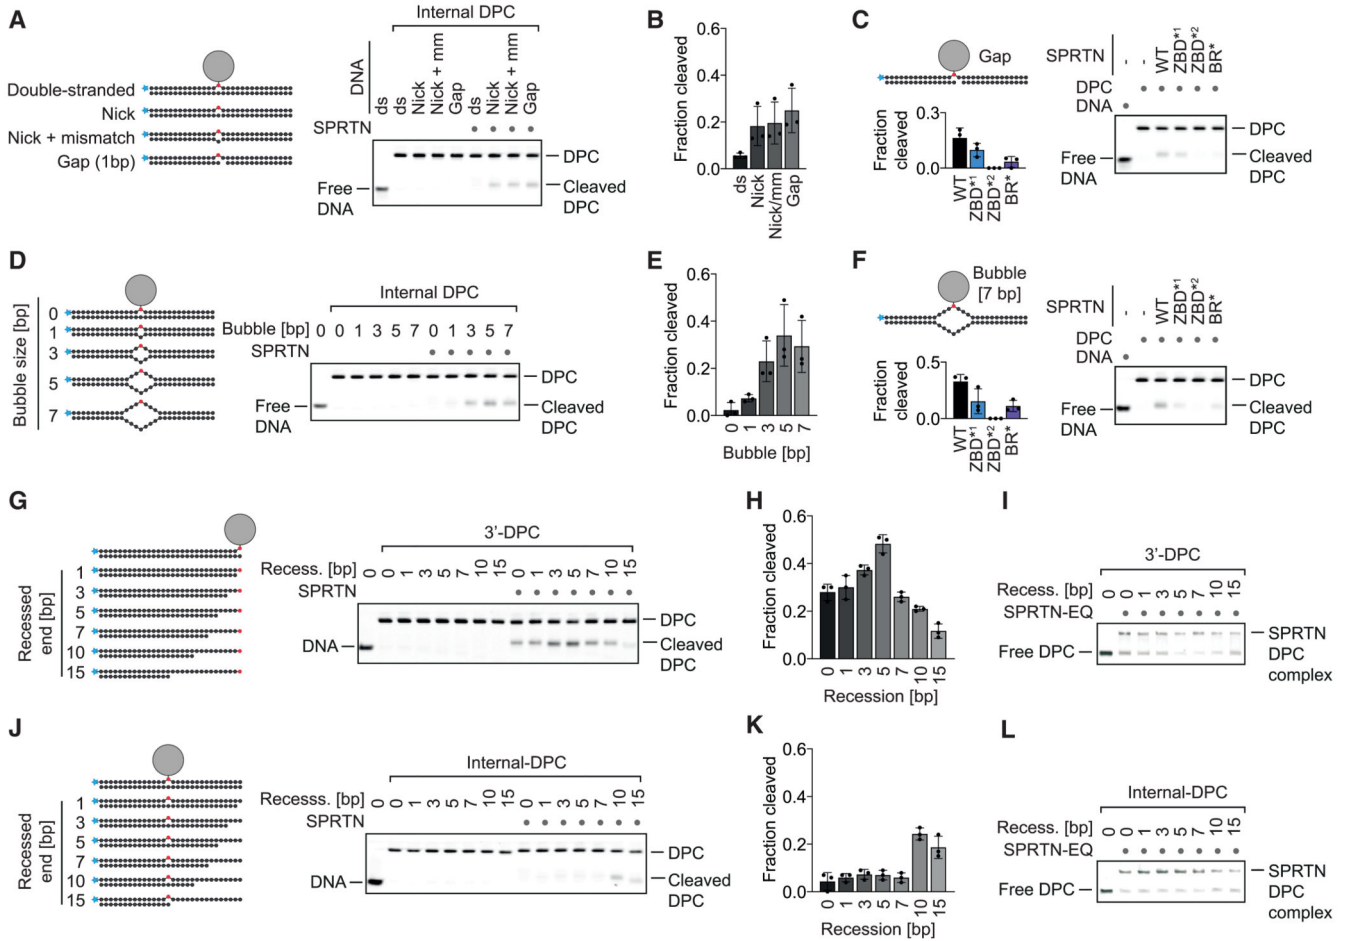 A
Double-stranded
Nick
Nick + mismatch
Gap (1bp)
Internal DPC
DNA
ds
ds
Nick
Nick + mm
Gap
ds
Nick
Nick + mm
Gap
SPRTN
DPC
Free
DNA
Cleaved
DPC
B
Fraction cleaved
0.6
0.4
0.2
0.0
ds
Nick
Nick/mm
Gap
C
Gap
Fraction
cleaved
0.3
0.0
WT
ZBD*1
ZBD*2
BR*
SPRTN
- - WT ZBD*1 ZBD*2 BR*
DPC
DNA
DPC
Free
DNA
Cleaved
DPC
D
Bubble size [bp]
0
1
3
5
7
Internal DPC
Bubble [bp] 0 0 1 3 5 7 0 1 3 5 7
SPRTN
DPC
Free
DNA
Cleaved
DPC
E
Fraction cleaved
0.6
0.4
0.2
0.0
0 1 3 5 7
Bubble [bp]
F
Bubble
[7 bp]
Fraction
cleaved
0.5
0.0
WT
ZBD*1
ZBD*2
BR*
SPRTN
- - WT ZBD*1 ZBD*2 BR*
DPC
DNA
DPC
Free
DNA
Cleaved
DPC
G
Recessed
end [bp]
1
3
5
7
10
15
3'-DPC
Recess. [bp] 0 0 1 3 5 7 10 15 0 1 3 5 7 10 15
SPRTN
DPC
DNA
Cleaved
DPC
H
Fraction cleaved
0.6
0.4
0.2
0.0
0 1 3 5 7 10 15
Recession [bp]
I
3'-DPC
Recess. [bp] 0 0 1 3 5 7 10 15
SPRTN-EQ
Free DPC
SPRTN
DPC
complex
J
Recessed
end [bp]
1
3
5
7
10
15
Internal-DPC
Recesss. [bp] 0 0 1 3 5 7 10 15 0 1 3 5 7 10 15
SPRTN
DPC
DNA
Cleaved
DPC
K
Fraction cleaved
0.6
0.4
0.2
0.0
0 1 3 5 7 10 15
Recession [bp]
L
Internal-DPC
Recess. [bp] 0 0 1 3 5 7 10 15
SPRTN-EQ
Free DPC
SPRTN
DPC
complex